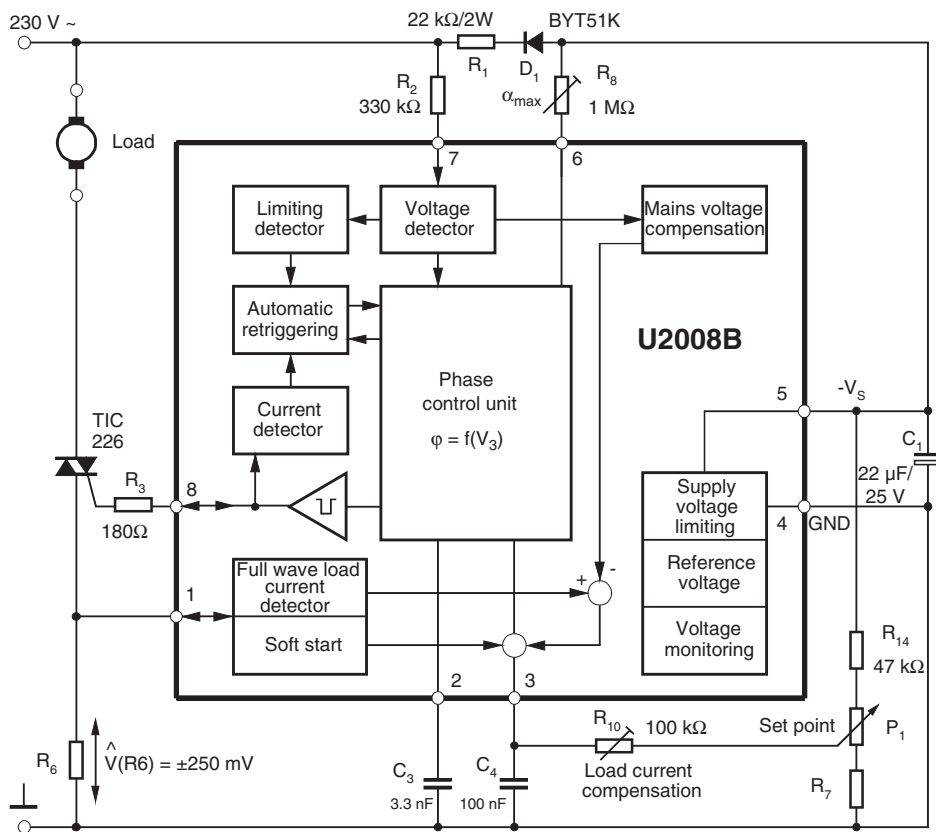 230 V ~
22 kΩ/2W
BYT51K
R1
D1
R2
330 kΩ
αmax
R8
1 MΩ
Load
7
6
Limiting
detector
Voltage
detector
Mains voltage
compensation
Automatic
retriggering
U2008B
Phase
control unit
φ = f(V3)
5
-VS
TIC
226
Current
detector
C1
22 μF/
25 V
R3
8
180Ω
Supply
voltage
limiting
4
GND
Full wave load
current
detector
+
-
Reference
voltage
1
Soft start
Voltage
monitoring
R14
47 kΩ
2
3
R10
100 kΩ
Set point
P1
R6
^
V(R6) = ±250 mV
C3
3.3 nF
C4
100 nF
Load current
compensation
R7